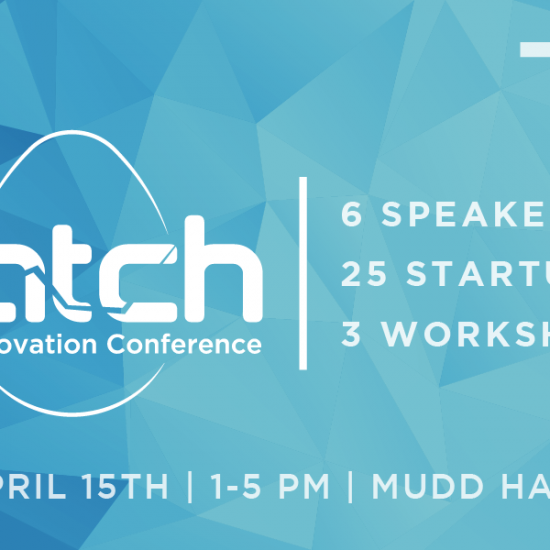 atch
ovation Conference
6 SPEAKE
25 STARTU
3 WORKSH
PRIL 15TH | 1-5 PM | MUDD HA